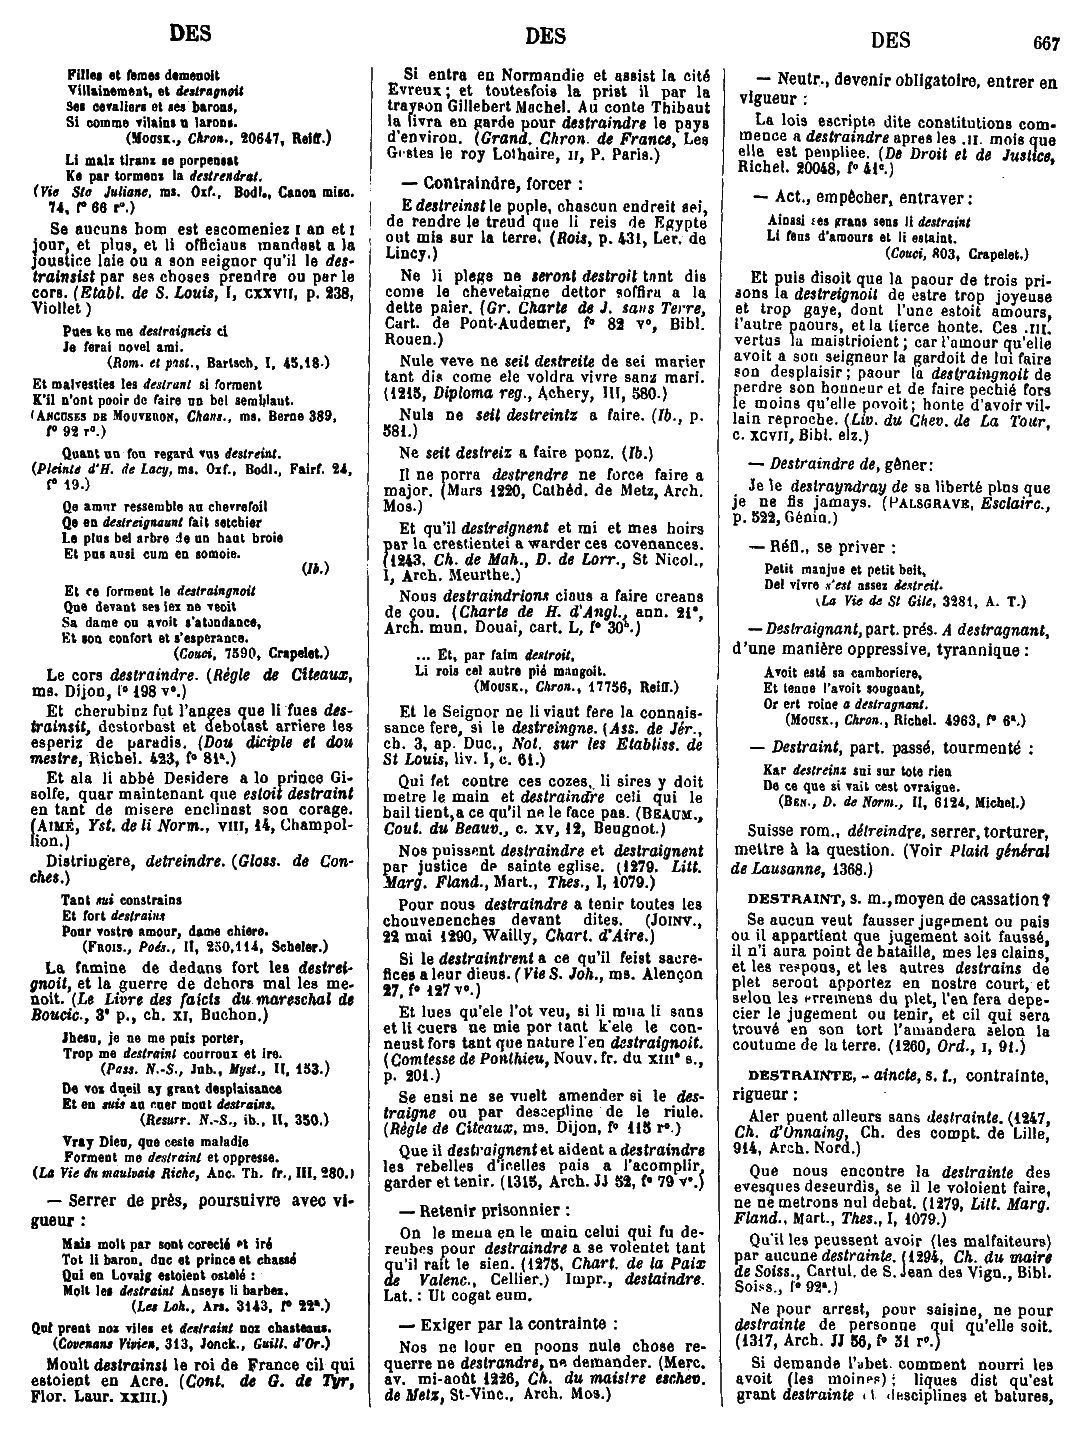 DES
DES
DES
667
Filles et femes demenoit
Villainement, et destragnoit
Ses cevaliers et ses barons,
Si comme vilains u larons.
(Mousk., Chron., 20647, Reiff.)
Li malz tiranz se porpensat
Ke par tormenz la destrendrat.
(Vie Ste Juliane, ms. Oxf., Bodl., Canon misc.
74, f° 66 r°.)
Se aucuns hom est escomeniez I an et I
jour, et plus, et li officiaus mandast a la
joustice laie ou a son seignor qu'il le des-
trainsist par ses choses prendre ou per le
cors. (Etabl. de S. Louis, I, CXXVII, p. 238,
Viollet )
Pues ke me destraigneis ci
Je ferai novel ami.
(Rom. et past., Bartsch, I, 45,18.)
Et malvesties les destrant si forment
K'il n'ont pooir de faire un bel semblant.
(Ancoses de Mouveron, Chans., ms. Berne 389,
f° 92 r°.)
Quant un fou regard vus destreint.
(Pleinte d'H. de Lacy, ms. Oxf., Bodl., Fairf. 24,
f° 19.)
Qe amur ressemble au chevrefoil
Qe en destreignaunt fait setchier
Le plus bel arbre de un haut broie
Et pus ausi cum en somoie.
(Ib.)
Et ce forment le destraingnoit
Que devant ses iez ne veoit
Sa dame ou avoit s'atendance,
Et son confort et s'esperance.
(Couci, 7590, Crapelet.)
Le cors destraindre. (Règle de Citeaux,
ms. Dijon, f° 198 v°.)
Et cherubinz fut l'anges que li fues des-
trainsit, destorbast et debotast arriere les
esperiz de paradis. (Dou diciple et dou
mestre, Richel. 423, f° 81ª.)
Et ala li abbé Desidere a lo prince Gi-
solfe, quar maintenant que estoit destraint
en tant de misere enclinast son corage.
(Aimé, Yst. de li Norm., VIII, 14, Champol-
lion.)
Distringere, detreindre. (Gloss. de Con-
ches.)
Tant sui constrains
Et fort destrains
Pour vostre amour, dame chiere.
(Frois., Poés., II, 250,114, Scheler.)
La famine de dedans fort les destrei-
gnoit, et la guerre de dehors mal les me-
noit. (Le Livre des faicts du mareschal de
Boucic., 3ᵉ p., ch. XI, Buchon.)
Jhesu, je ne me puis porter,
Trop me destraint courroux et ire.
(Pass. N.-S., Jub., Myst., II, 153.)
De voz dueil ay grant desplaisance
Et en suis au cuer mont destrains.
(Resurr. N.-S., ib., II, 350.)
Vray Dieu, que ceste maladie
Forment me destraint et oppresse.
(La Vie du mauluais Riche, Anc. Th. fr., III, 280.)
— Serrer de près, poursuivre avec vi-
gueur :
Mais molt par sont corecié et iré
Tot li baron, duc et prince et chassé
Qui en Lovaig estoient ostelé :
Molt les destraint Anseys li barbez.
(Les Loh., Ars. 3143, f° 22ª.)
Qui prent noz viles et destraint noz chasteaus.
(Covenans Vivien, 313, Jonck., Guill. d'Or.)
Moult destrainst le roi de France cil qui
estoient en Acre. (Cont. de G. de Tyr,
Flor. Laur. XXIII.)
Si entra en Normandie et assist la cité
Evreux ; et toutesfois la prist il par la
trayson Gillebert Machel. Au conte Thibaut
la livra en garde pour destraindre le pays
d'environ. (Grand. Chron. de France, Les
Gestes le roy Lothaire, II, P. Paris.)
— Contraindre, forcer :
E destreinst le pople, chascun endreit sei,
de rendre le treud que li reis de Egypte
out mis sur la terre. (Rois, p. 431, Ler. de
Lincy.)
Ne li plege ne seront destroit tant dis
come le chevetaigne dettor soffira a la
dette paier. (Gr. Charte de J. sans Terre,
Cart. de Pont-Audemer, f° 82 v°, Bibl.
Rouen.)
Nule veve ne seit destreite de sei marier
tant dis come ele voldra vivre sanz mari.
(1215, Diploma reg., Achery, III, 580.)
Nuls ne seit destreintz a faire. (Ib., p.
581.)
Ne seit destreiz a faire ponz. (Ib.)
Il ne porra destrendre ne force faire a
major. (Mars 1220, Cathéd. de Metz, Arch.
Mos.)
Et qu'il destreignent et mi et mes hoirs
par la crestientei a warder ces covenances.
(1243, Ch. de Mah., D. de Lorr., St Nicol.,
I, Arch. Meurthe.)
Nous destraindrions ciaus a faire creans
de çou. (Charte de H. d'Angl., ann. 21ᵉ,
Arch. mun. Douai, cart. L, f° 30ᵇ.)
... Et, par faim destroit,
Li rois cel autre pié mangoit.
(Mousk., Chron., 17756, Reiff.)
Et le Seignor ne li viaut fere la connais-
sance fere, si le destreingne. (Ass. de Jér.,
ch. 3, ap. Duc., Not. sur les Etabliss. de
St Louis, liv. I, c. 61.)
Qui fet contre ces cozes, li sires y doit
metre le main et destraindre celi qui le
bail tient, a ce qu'il ne le face pas. (Beaum.,
Cout. du Beauv., c. XV, 12, Beugnot.)
Nos puissent destraindre et destraignent
par justice de sainte eglise. (1279. Litt.
Marg. Fland., Mart., Thes., I, 1079.)
Pour nous destraindre a tenir toutes les
chouvenenches devant dites. (Joinv.,
22 mai 1290, Wailly, Chart. d'Aire.)
Si le destraintrent a ce qu'il feist sacre-
fices a leur dieus. (Vie S. Joh., ms. Alençon
27, f° 127 v°.)
Et lues qu'ele l'ot veu, si li mua li sans
et li cuers ne mie por tant k'ele le con-
neust fors tant que nature l'en destraignoit.
(Comtesse de Ponthieu, Nouv. fr. du XIIIᵉ s.,
p. 201.)
Se ensi ne se vuelt amender si le des-
traigne ou par descepline de le riule.
(Règle de Citeaux, ms. Dijon, f° 115 r°.)
Que il destraignent et aident a destraindre
les rebelles d'icelles pais a l'acomplir,
garder et tenir. (1315, Arch. JJ 52, f° 79 v°.)
— Retenir prisonnier :
On le meua en le main celui qui fu de-
reubes pour destraindre a se volentet tant
qu'il rait le sien. (1275, Chart. de la Paix
de Valenc., Cellier.) Impr., destaindre.
Lat. : Ut cogat eum.
— Exiger par la contrainte :
Nos ne lour en poons nule chose re-
querre ne destrandre, ne demander. (Merc.
av. mi-août 1226, Ch. du maistre eschev.
de Metz, St-Vinc., Arch. Mos.)
— Neutr., devenir obligatoire, entrer en
vigueur :
La lois escripte dite constitutions com-
mence a destraindre apres les .II. mois que
elle est peupliee. (De Droit et de Justice,
Richel. 20048, f° 41ᶜ.)
— Act., empêcher, entraver :
Ainssi ses grans sens li destraint
Li feus d'amours et li estaint.
(Couci, 803, Crapelet.)
Et puis disoit que la paour de trois pri-
sons la destreignoit de estre trop joyeuse
et trop gaye, dont l'une estoit amours,
l'autre paours, et la tierce honte. Ces .III.
vertus la maistrioient ; car l'amour qu'elle
avoit a son seigneur la gardoit de lui faire
son desplaisir ; paour la destraingnoit de
perdre son honneur et de faire pechié fors
le moins qu'elle povoit ; honte d'avoir vil-
lain reproche. (Liv. du Chev. de La Tour,
c. XCVII, Bibl. elz.)
— Destraindre de, gêner:
Je le destrayndray de sa liberté plus que
je ne fis jamays. (Palsgrave, Esclairc.,
p. 522, Génin.)
— Réfl., se priver :
Petit manjue et petit beit,
Del vivre s'est assez destreit.
(La Vie de St Gile, 3281, A. T.)
— Destraignant, part. prés. A destragnant,
d'une manière oppressive, tyrannique :
Avoit esté sa camboriere,
Et tenue l'avoit sougnant,
Or ert roine a destragnant.
(Mousk., Chron., Richel. 4963, f° 6ª.)
— Destraint, part. passé, tourmenté :
Kar destreinz sui sur tote rien
De ce que si vait cest ovraigne.
(Ben., D. de Norm., II, 6124, Michel.)
Suisse rom., détreindre, serrer, torturer,
mettre à la question. (Voir Plaid général
de Lausanne, 1368.)
DESTRAINT, s. m., moyen de cassation ?
Se aucun veut fausser jugement ou pais
ou il appartient que jugement soit faussé,
il n'i aura point de bataille, mes les clains,
et les respons, et les autres destrains de
plet seront apportez en nostre court, et
selon les erremens du plet, l'en fera depe-
cier le jugement ou tenir, et cil qui sera
trouvé en son tort l'amandera selon la
coutume de la terre. (1260, Ord., I, 91.)
DESTRAINTE, - aincte, s. f., contrainte,
rigueur :
Aler puent alleurs sans destrainte. (1247,
Ch. d'Onnaing, Ch. des compt. de Lille,
914, Arch. Nord.)
Que nous encontre la destrainte des
evesques deseurdis, se il le voloient faire,
ne ne metrons nul debat. (1279, Litt. Marg.
Fland., Mart., Thes., I, 1079.)
Qu'il les peussent avoir (les malfaiteurs)
par aucune destrainte. (1294, Ch. du maire
de Soiss., Cartul. de S. Jean des Vign., Bibl.
Soiss., f° 92ª.)
Ne pour arrest, pour saisine, ne pour
destrainte de personne qui qu'elle soit.
(1317, Arch. JJ 56, f° 31 r°.)
Si demande l'abet. comment nourri les
avoit (les moines) ; liques dist qu'est
grant destrainte et desciplines et batures,